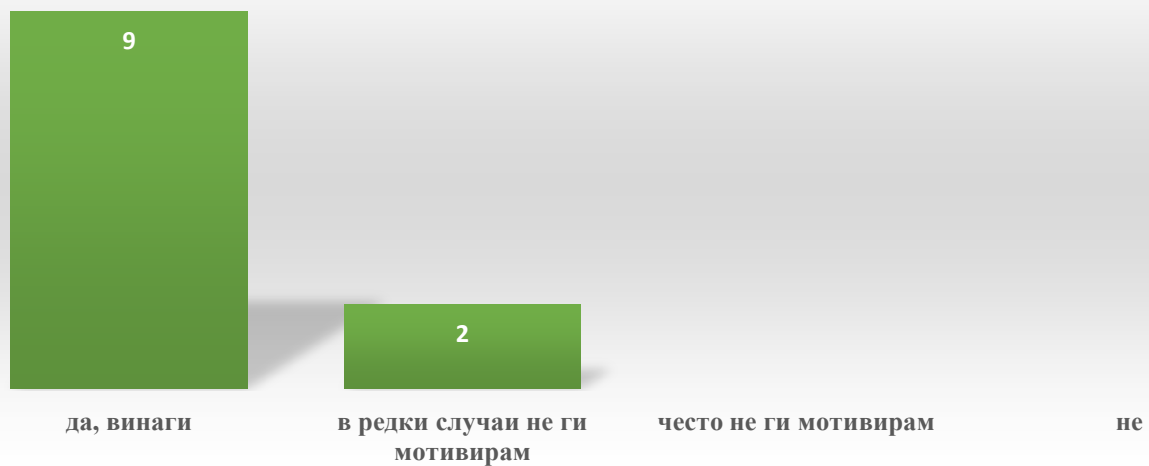 9
2
да, винаги
в редки случаи не ги
мотивирам
често не ги мотивирам
не